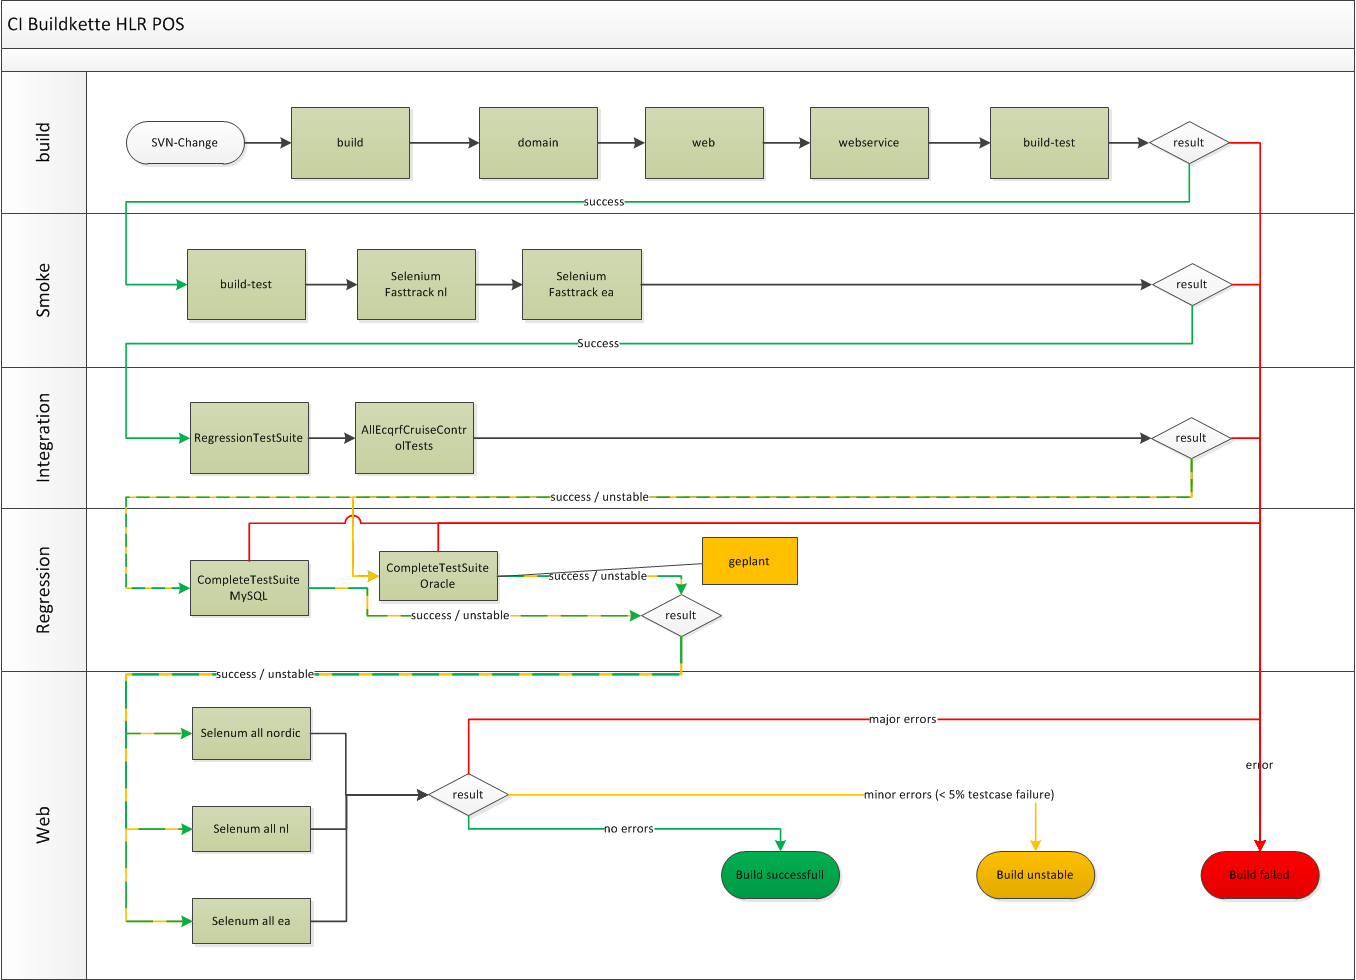 CI Buildkette HLR POS
build
SVN-Change
build
domain
web
webservice
build-test
result
success
Smoke
build-test
Selenium
Fasttrack nl
Selenium
Fasttrack ea
result
Success
Integration
RegressionTestSuite
AllEcqrfCruiseContr
olTests
result
success / unstable
Regression
CompleteTestSuite
MySQL
CompleteTestSuite
Oracle
geplant
success / unstable
success / unstable
result
success / unstable
Web
Selenum all nordic
Selenum all nl
Selenum all ea
result
major errors
error
minor errors (< 5% testcase failure)
no errors
Build successfull
Build unstable
Build failed